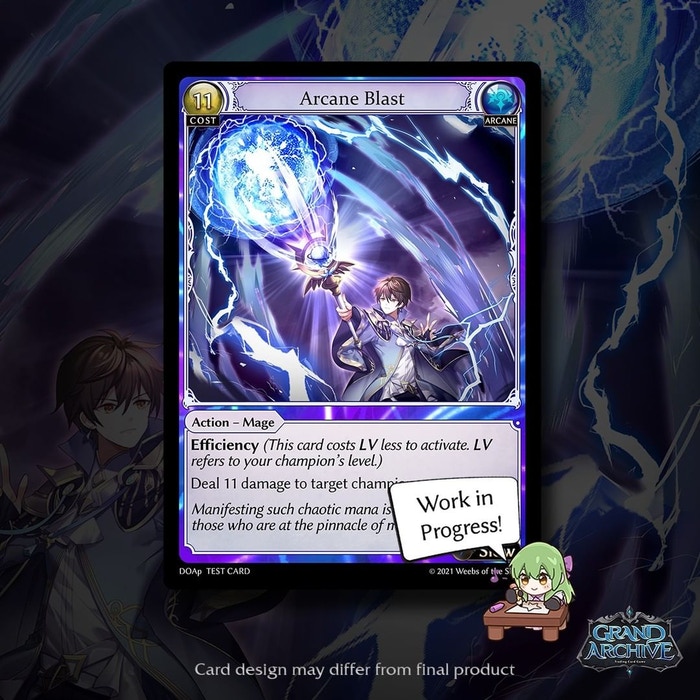 11
COST
Arcane Blast
ARCANE
Action – Mage
Efficiency (This card costs LV less to activate. LV
refers to your champion's level.)
Deal 11 damage to target
Manifesting such chaotic mana is
those who are at the pinnacle of
Work in
Progress!
DOAp TEST CARD
© 2021 Weebs of the
GRAND
ARCHIVE
Trading Card Game
Card design may differ from final product